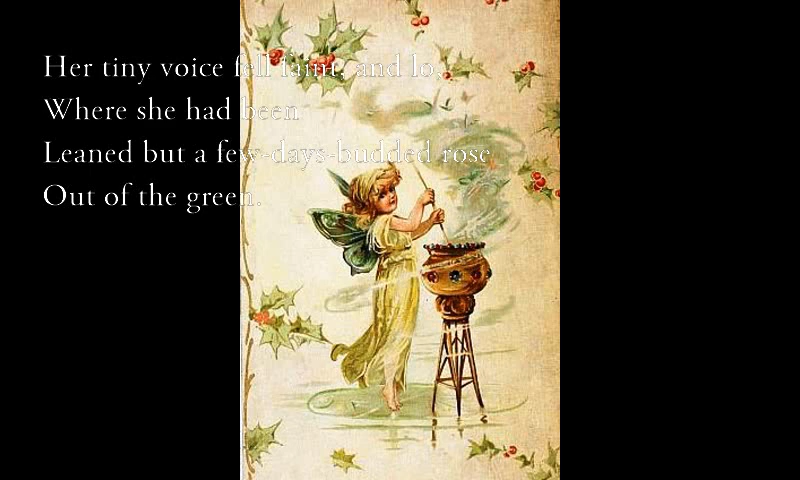 Her tiny voice fell faint, and lo,
Where she had been
Leaned but a few-days-budded rose
Out of the green.